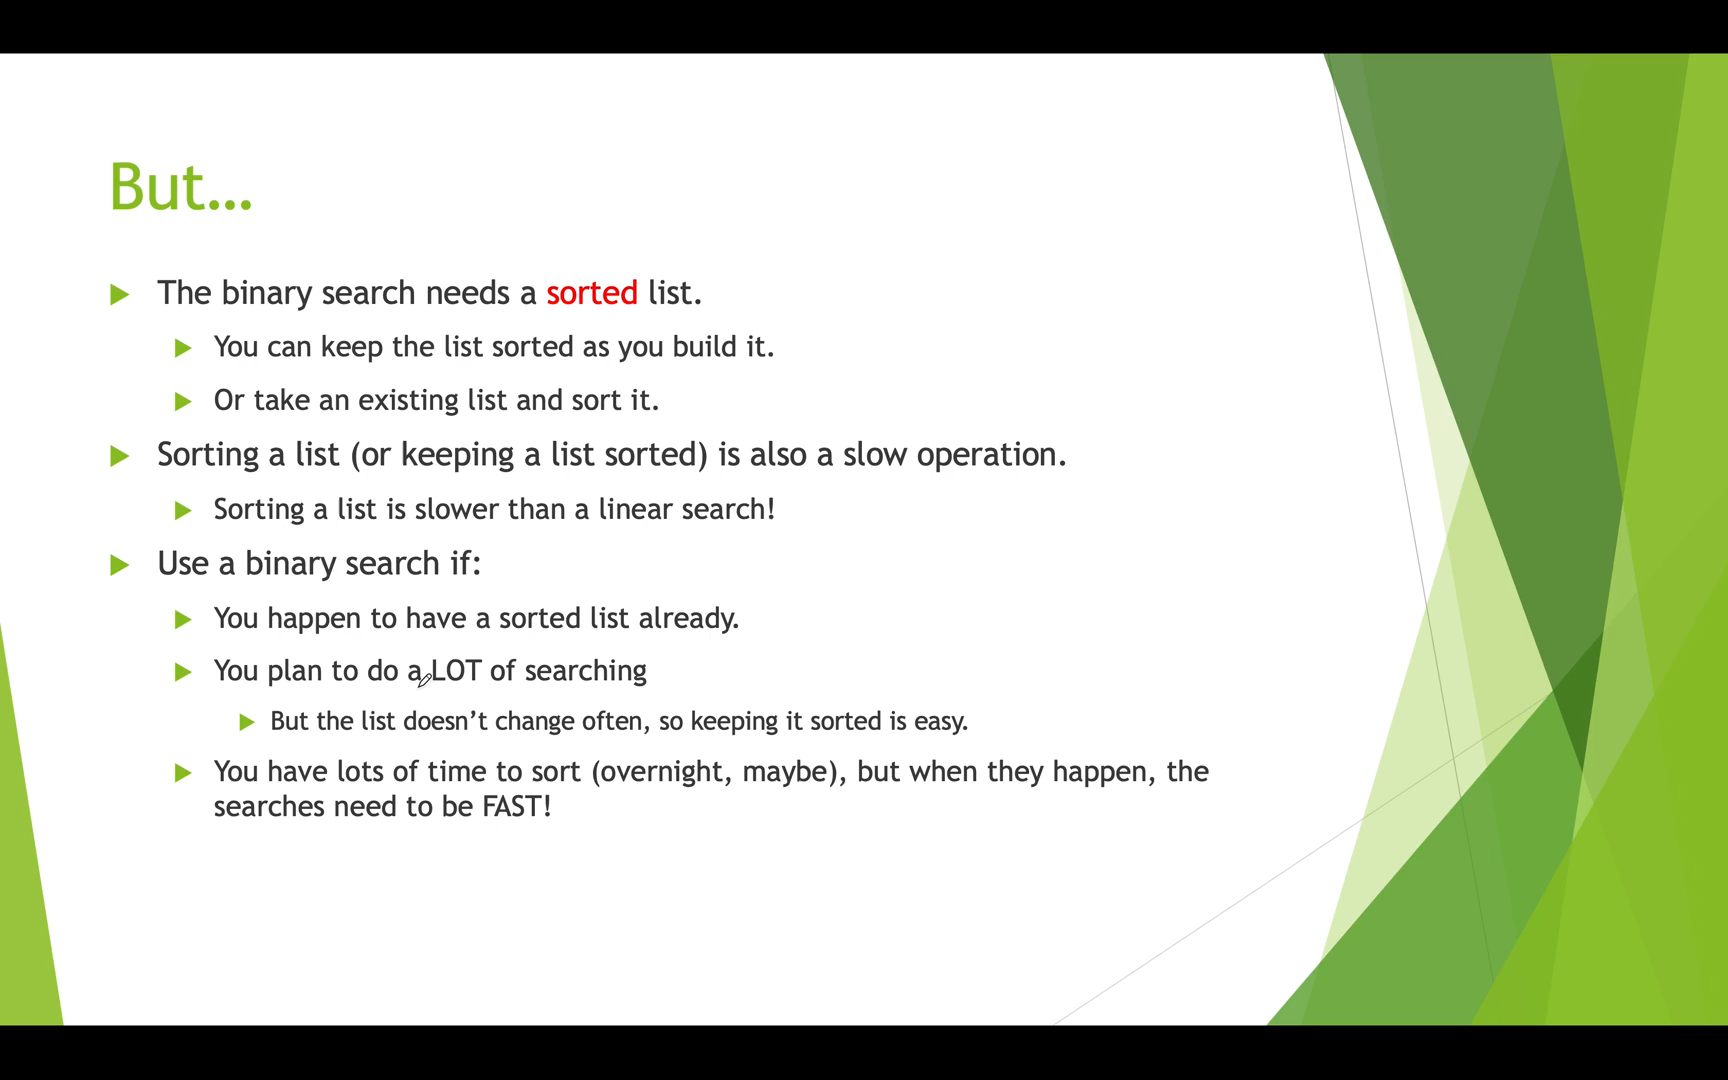 But...
The binary search needs a sorted list.
You can keep the list sorted as you build it.
Or take an existing list and sort it.
Sorting a list (or keeping a list sorted) is also a slow operation.
Sorting a list is slower than a linear search!
Use a binary search if:
You happen to have a sorted list already.
You plan to do a LOT of searching
But the list doesn’t change often, so keeping it sorted is easy.
You have lots of time to sort (overnight, maybe), but when they happen, the
searches need to be FAST!